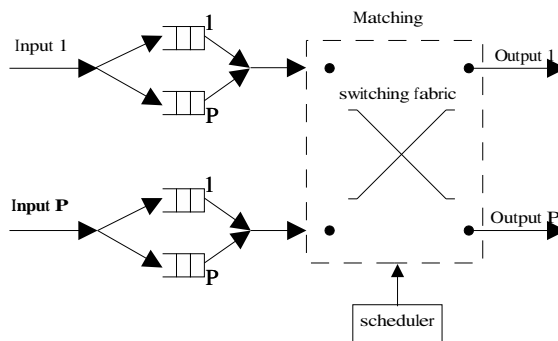 Matching
Input 1
1
P
Output 1
switching fabric
Input P
1
P
Output P
scheduler